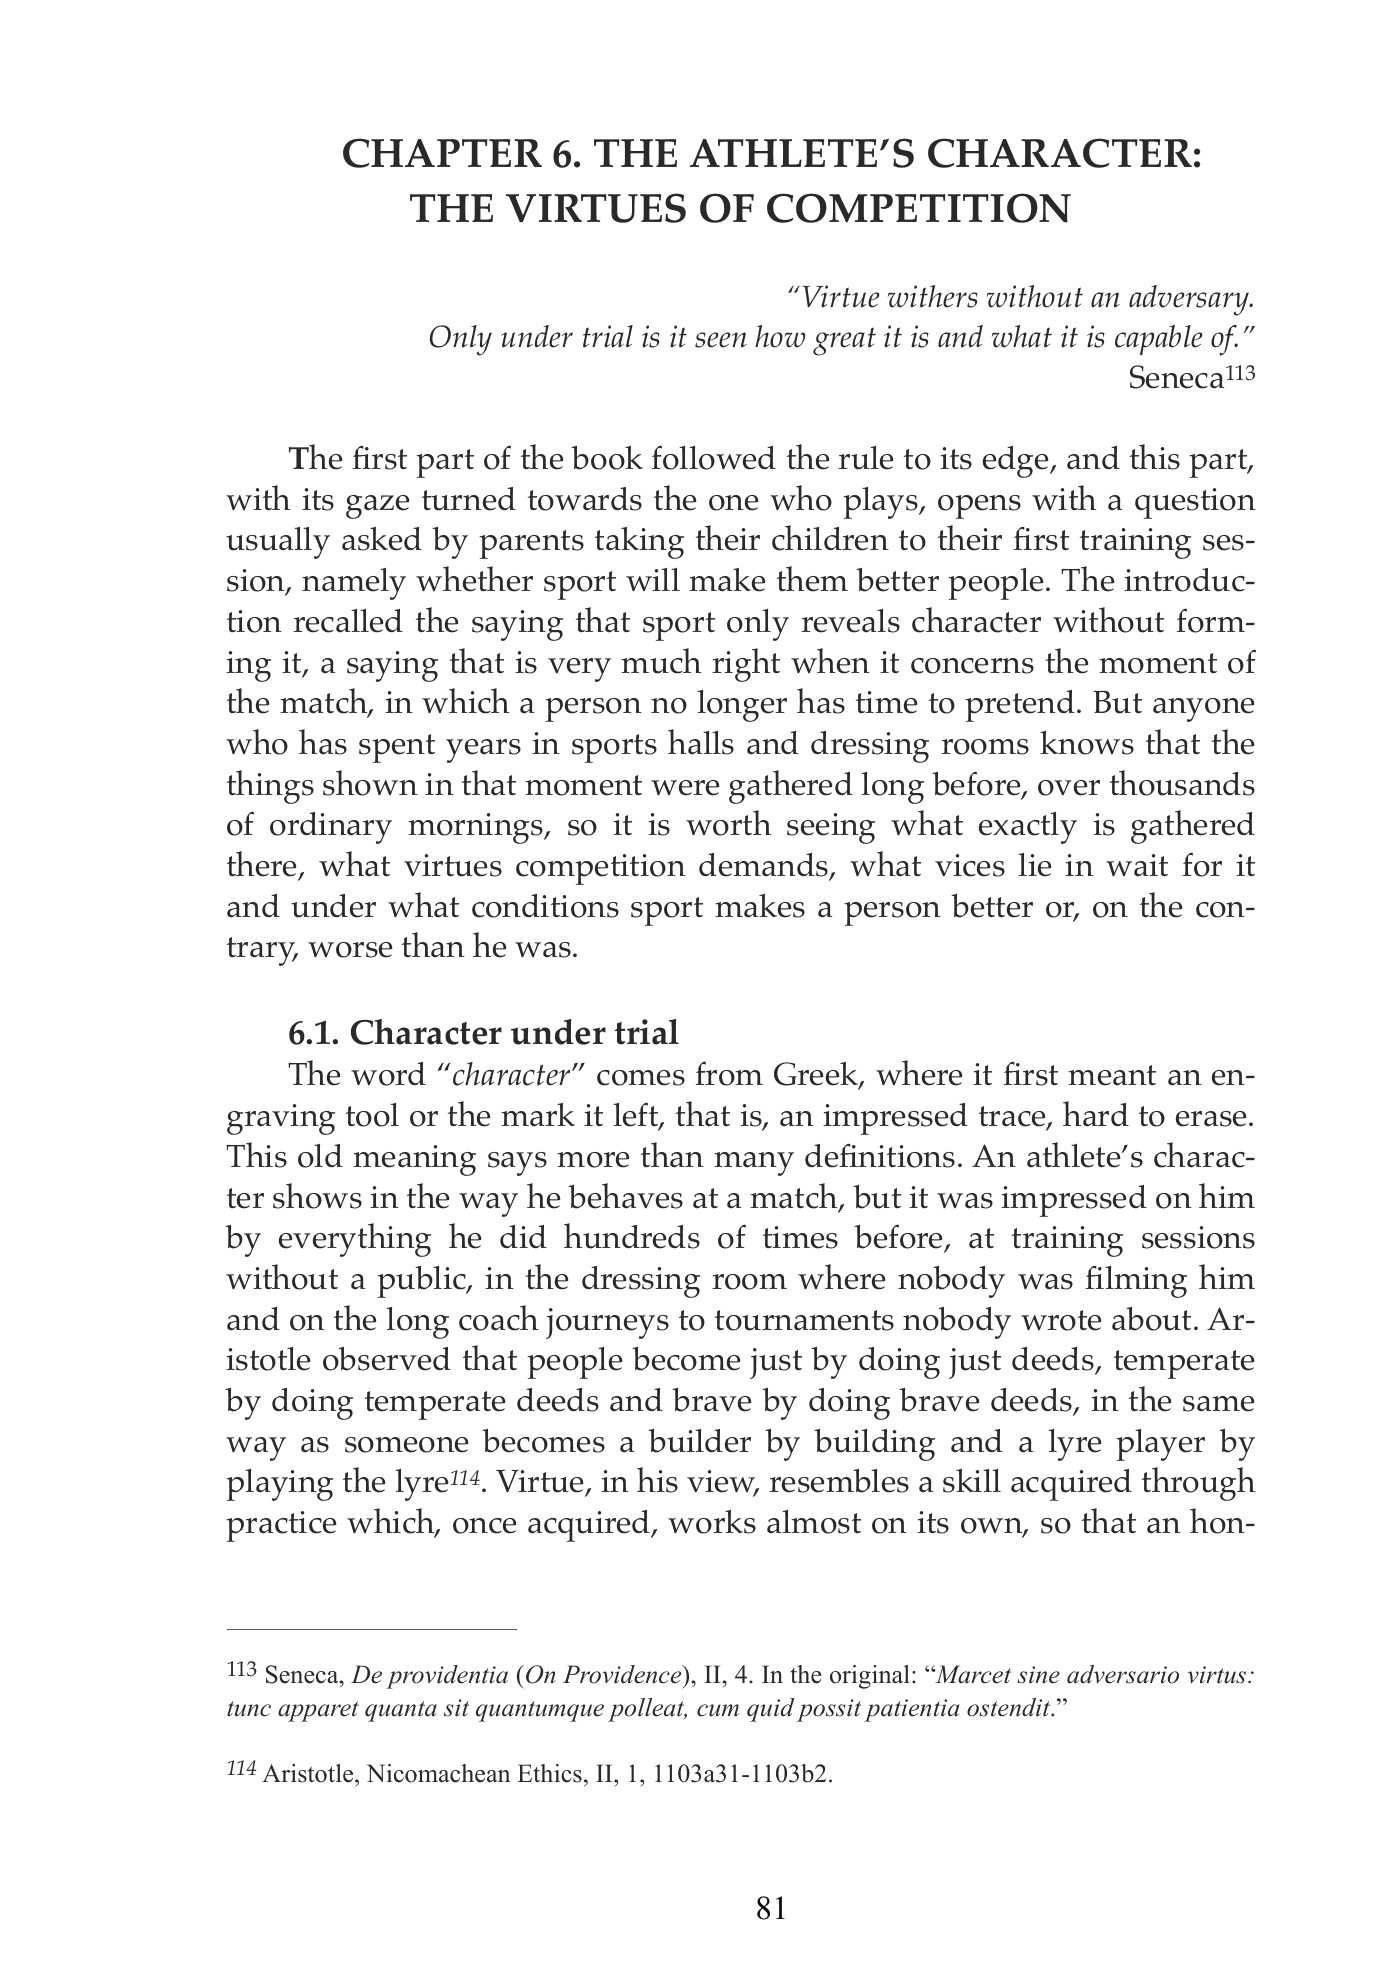 CHAPTER 6. THE ATHLETE’S CHARACTER:
THE VIRTUES OF COMPETITION
“Virtue withers without an adversary.
Only under trial is it seen how great it is and what it is capable of.”
Seneca113
The first part of the book followed the rule to its edge, and this part,
with its gaze turned towards the one who plays, opens with a question
usually asked by parents taking their children to their first training ses-
sion, namely whether sport will make them better people. The introduc-
tion recalled the saying that sport only reveals character without form-
ing it, a saying that is very much right when it concerns the moment of
the match, in which a person no longer has time to pretend. But anyone
who has spent years in sports halls and dressing rooms knows that the
things shown in that moment were gathered long before, over thousands
of ordinary mornings, so it is worth seeing what exactly is gathered
there, what virtues competition demands, what vices lie in wait for it
and under what conditions sport makes a person better or, on the con-
trary, worse than he was.
6.1. Character under trial
The word “character” comes from Greek, where it first meant an en-
graving tool or the mark it left, that is, an impressed trace, hard to erase.
This old meaning says more than many definitions. An athlete’s charac-
ter shows in the way he behaves at a match, but it was impressed on him
by everything he did hundreds of times before, at training sessions
without a public, in the dressing room where nobody was filming him
and on the long coach journeys to tournaments nobody wrote about. Ar-
istotle observed that people become just by doing just deeds, temperate
by doing temperate deeds and brave by doing brave deeds, in the same
way as someone becomes a builder by building and a lyre player by
playing the lyre114. Virtue, in his view, resembles a skill acquired through
practice which, once acquired, works almost on its own, so that an hon-
113 Seneca, De providentia (On Providence), II, 4. In the original: “Marcet sine adversario virtus:
tunc apparet quanta sit quantumque polleat, cum quid possit patientia ostendit.”
114 Aristotle, Nicomachean Ethics, II, 1, 1103a31-1103b2.
81